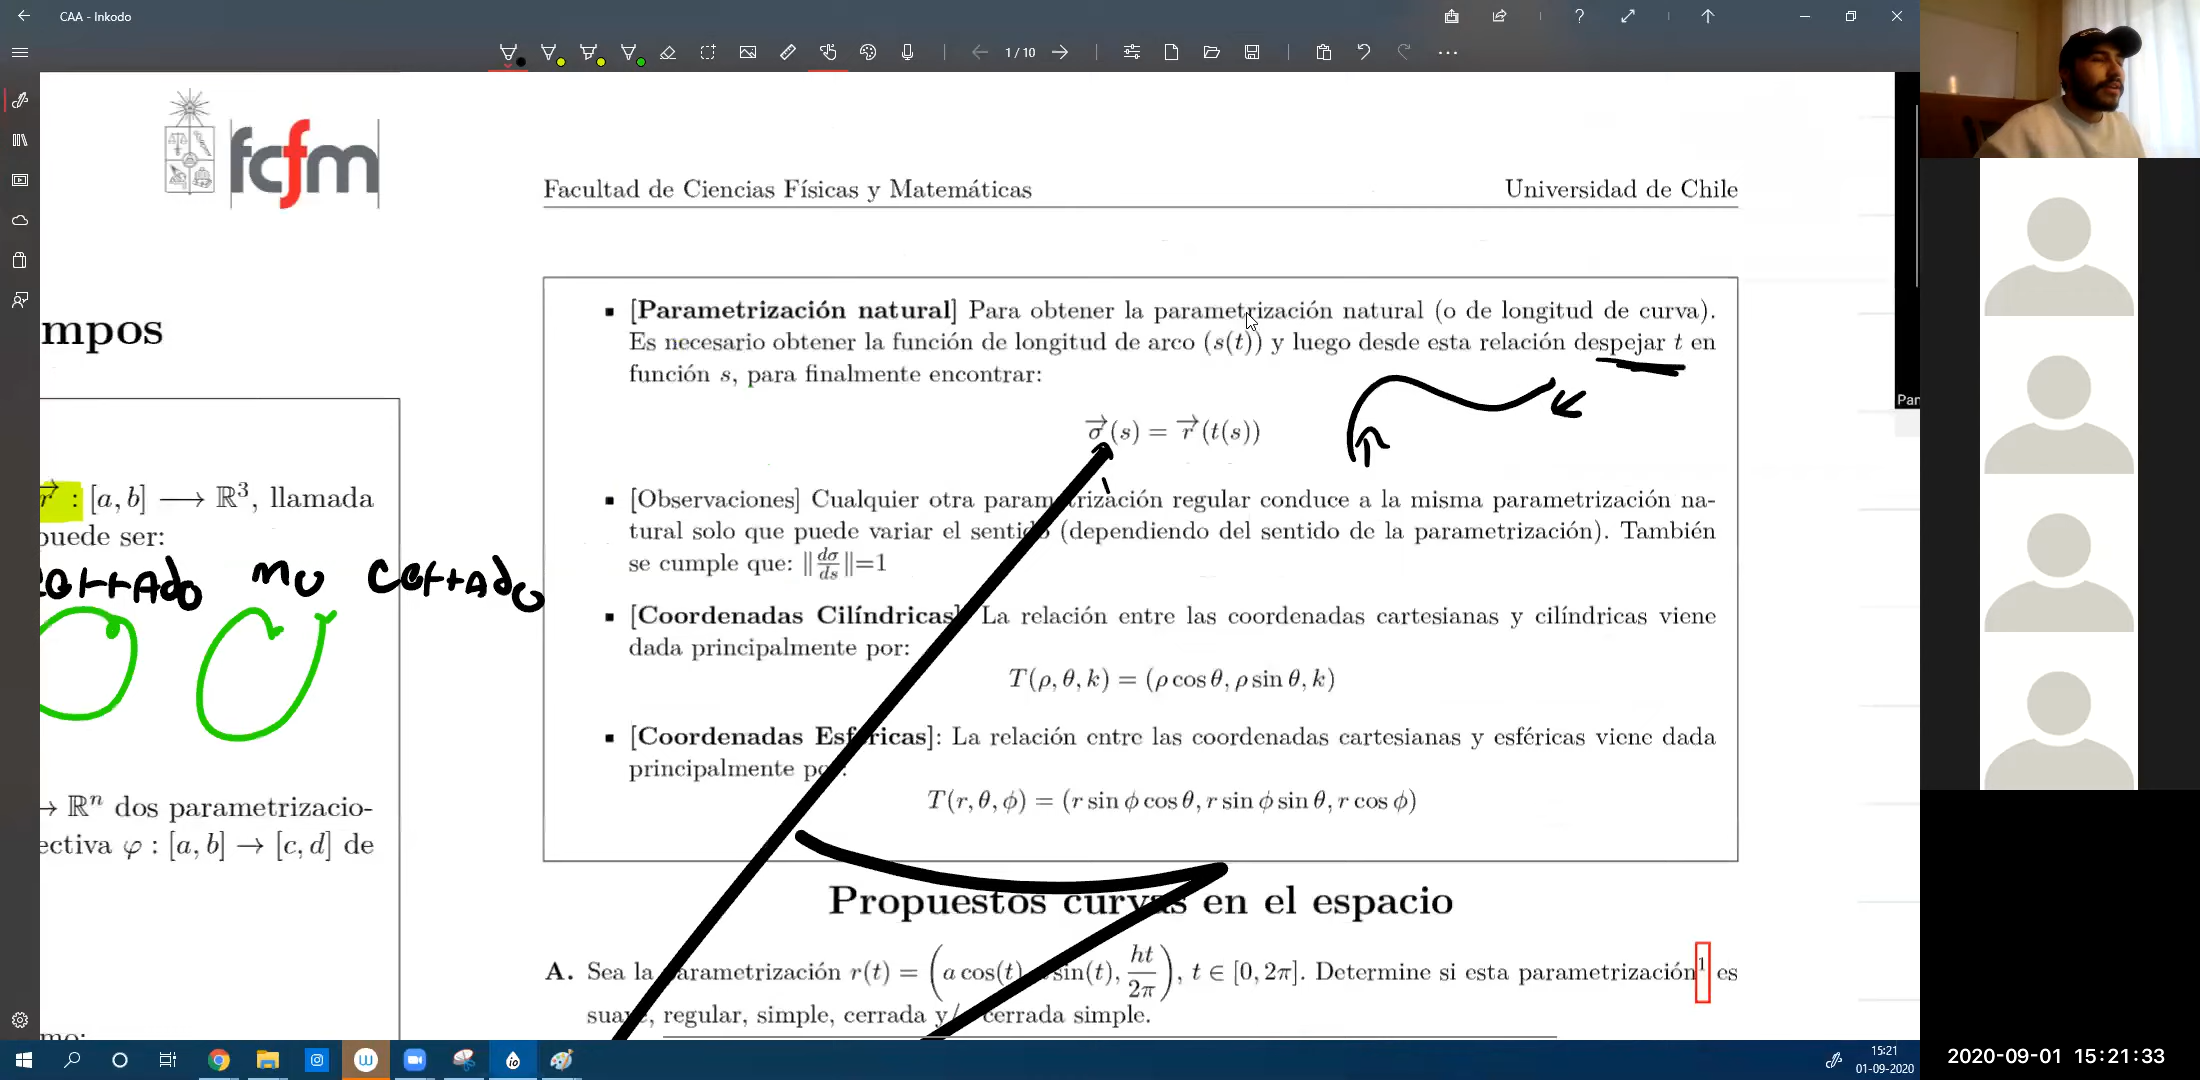 CAA - Inkodo
1 / 10
fcfm
Facultad de Ciencias Físicas y Matemáticas
Universidad de Chile
mpos
r : [a, b] ⟶ ℝ³, llamada
puede ser:
cerrado no cerrado
→ ℝⁿ dos parametrizacio-
ectiva φ : [a, b] → [c, d] de
mo:
▪ [Parametrización natural] Para obtener la parametrización natural (o de longitud de curva).
Es necesario obtener la función de longitud de arco (s(t)) y luego desde esta relación despejar t en
función s, para finalmente encontrar:
σ⃗(s) = r⃗(t(s))
▪ [Observaciones] Cualquier otra parametrización regular conduce a la misma parametrización na-
tural solo que puede variar el sentido (dependiendo del sentido de la parametrización). También
se cumple que: ‖dσ/ds‖=1
▪ [Coordenadas Cilíndricas]: La relación entre las coordenadas cartesianas y cilíndricas viene
dada principalmente por:
T(ρ, θ, k) = (ρ cos θ, ρ sin θ, k)
▪ [Coordenadas Esféricas]: La relación entre las coordenadas cartesianas y esféricas viene dada
principalmente por:
T(r, θ, ϕ) = (r sin ϕ cos θ, r sin ϕ sin θ, r cos ϕ)
Propuestos curvas en el espacio
A. Sea la parametrización r(t) = (a cos(t), a sin(t), ht/2π), t ∈ [0, 2π]. Determine si esta parametrización¹ es
suave, regular, simple, cerrada y/o cerrada simple.
Par
15:21
01-09-2020
2020-09-01 15:21:33